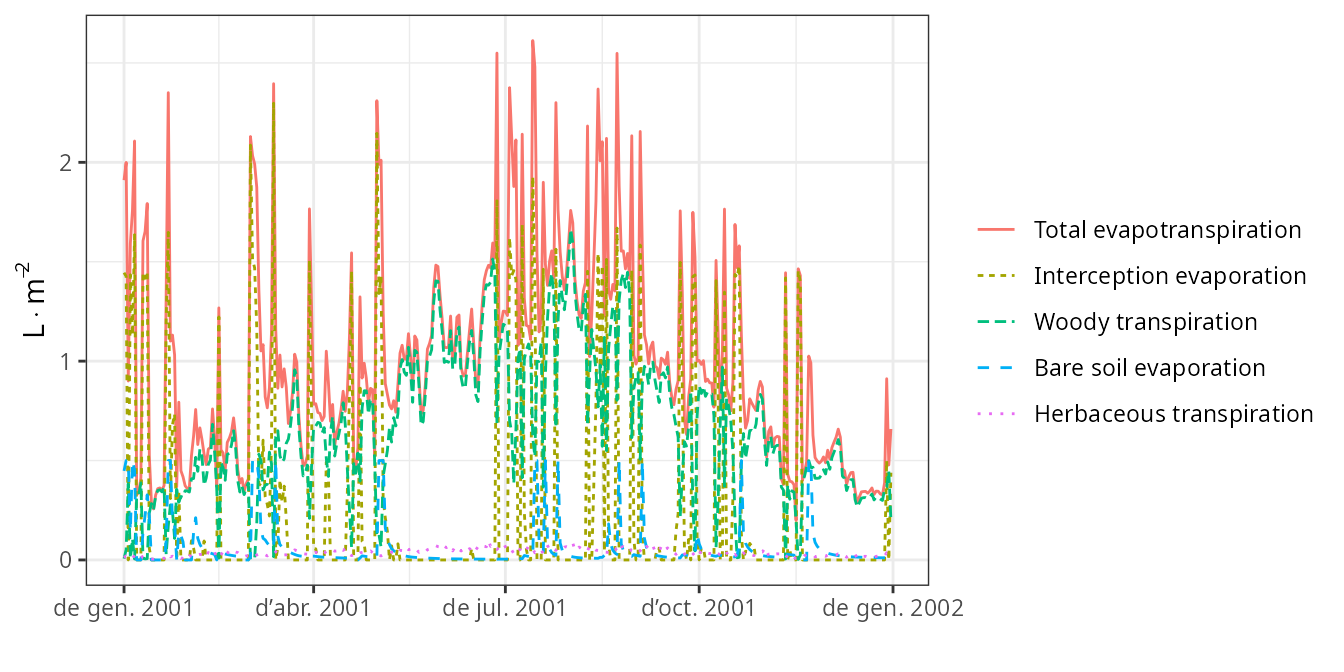 2
1
0
L · m⁻²
de gen. 2001 d’abr. 2001 de jul. 2001 d’oct. 2001 de gen. 2002
Total evapotranspiration
Interception evaporation
Woody transpiration
Bare soil evaporation
Herbaceous transpiration